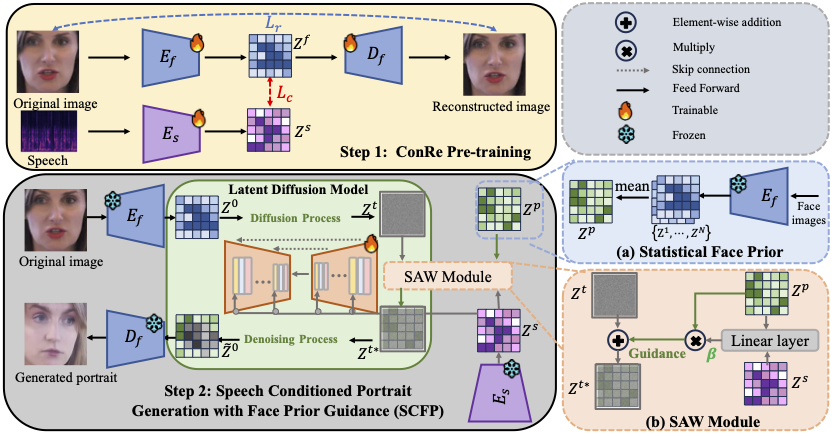 L_r
E_f
Z^f
D_f
Original image
L_c
Reconstructed image
E_s
Z^s
Speech
Step 1: ConRe Pre-training
Element-wise addition
Multiply
Skip connection
Feed Forward
Trainable
Frozen
Latent Diffusion Model
E_f
Z^0
Diffusion Process
Z^t
Original image
Z^p
SAW Module
D_f
Z̃^0
Denoising Process
Z^{t*}
Z^s
E_s
Generated portrait
Step 2: Speech Conditioned Portrait
Generation with Face Prior Guidance (SCFP)
mean
E_f
Face
images
Z^p
{Z^1, ⋯, Z^N}
(a) Statistical Face Prior
Z^t
Z^p
Guidance
β
Linear layer
Z^{t*}
Z^s
(b) SAW Module